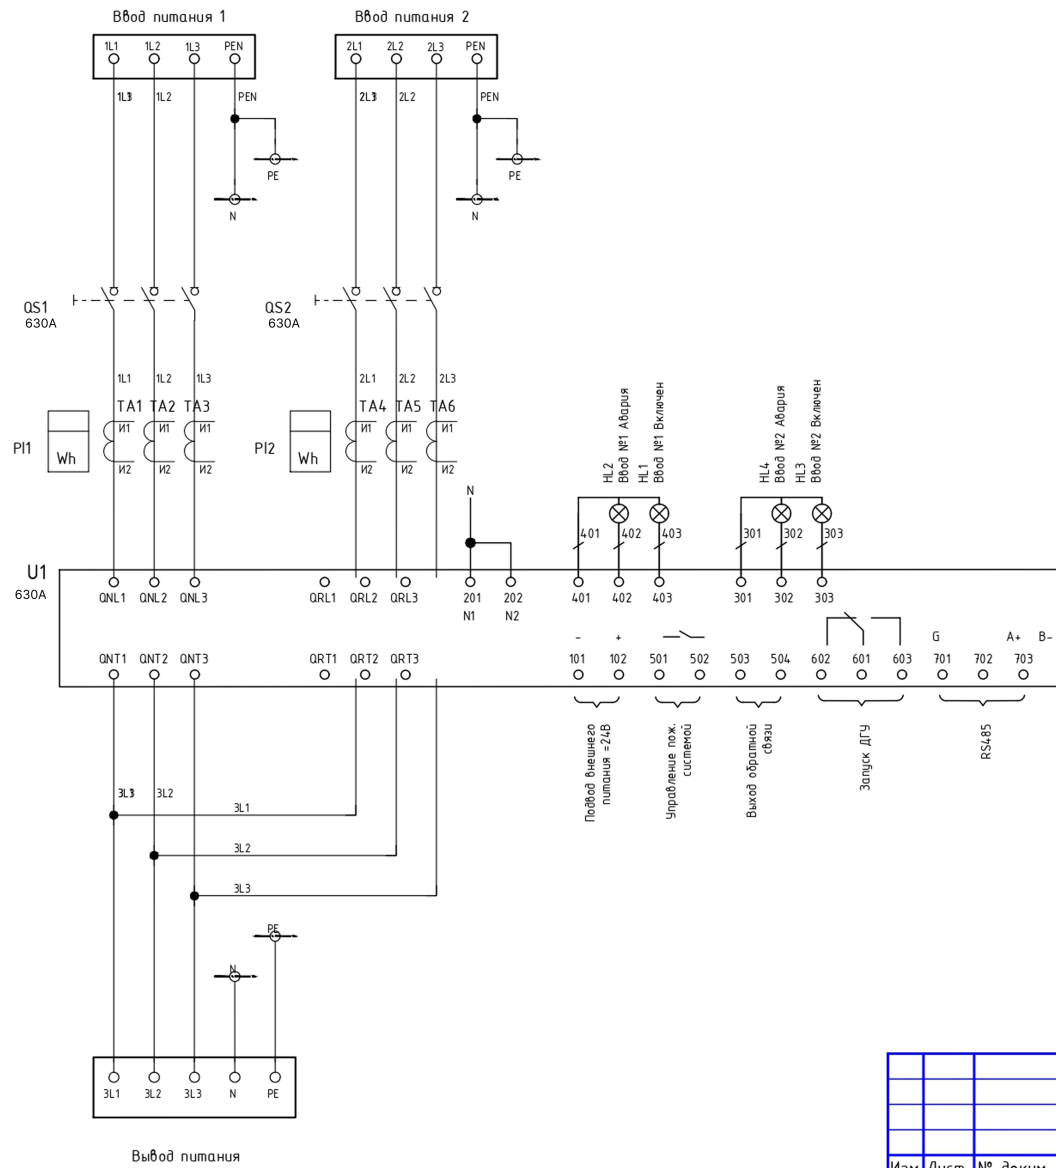 Ввод питания 1
Ввод питания 2
1L1 1L2 1L3 PEN
2L1 2L2 2L3 PEN
1L2 PEN
2L2 PEN
PE
PE
N
N
QS1
630А
QS2
630А
1L1 1L2 1L3
2L1 2L2 2L3
TA1 TA2 TA3
TA4 TA5 TA6
И1 И1 И1
И1 И1 И1
PI1
Wh
PI2
Wh
И2 И2 И2
И2 И2 И2
HL2
Ввод №1 Авария
HL1
Ввод №1 Включен
HL4
Ввод №2 Авария
HL3
Ввод №2 Включен
N
401 402 403
301 302 303
U1
630А
QNL1 QNL2 QNL3
QRL1 QRL2 QRL3
201 202
N1 N2
401 402 403
301 302 303
- +
G A+ B-
QNT1 QNT2 QNT3
QRT1 QRT2 QRT3
101 102 501 502 503 504 602 601 603 701 702 703
Подвод внешнего
питания =24В
Управление пож.
системой
Выход обратной
связи
Запуск ДГУ
RS485
3L2
3L1
3L2
3L3
PE
N
3L1 3L2 3L3 N PE
Вывод питания
Изм Лист № докум